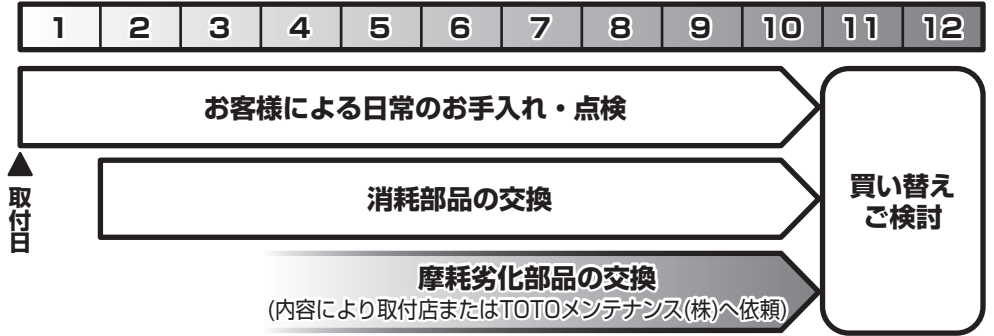 1 2 3 4 5 6 7 8 9 10 11 12
お客様による日常のお手入れ・点検
取付日
消耗部品の交換
買い替え
ご検討
摩耗劣化部品の交換
(内容により取付店またはTOTOメンテナンス(株)へ依頼)